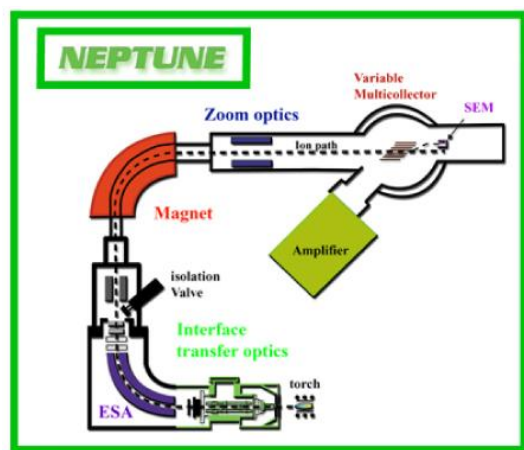 NEPTUNE
Variable
Multicollector
SEM
Zoom optics
Ion path
Magnet
Amplifier
isolation
Valve
Interface
transfer optics
torch
ESA